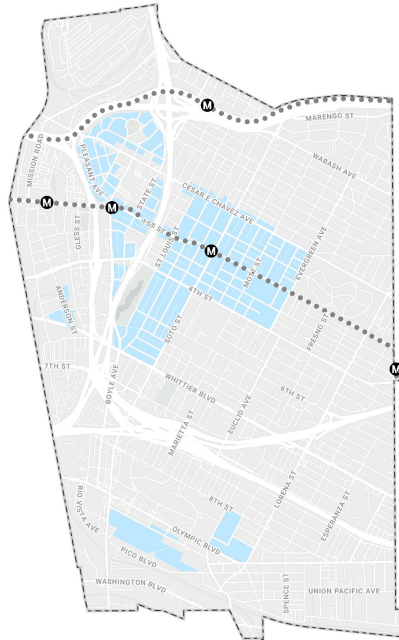 M
MARENGO ST
MISSION ROAD
PLEASANT AVE
WABASH AVE
STATE ST
CESAR E CHAVEZ AVE
M
M
GLESS ST
1ST ST
ST LOUIS ST
M
MOTT ST
EVERGREEN AVE
4TH ST
ANDERSON ST
SOTO ST
FRESNO ST
7TH ST
M
BOYLE AVE
WHITTIER BLVD
6TH ST
EUCLID AVE
MARIETTA ST
LORENA ST
RIO VISTA AVE
8TH ST
ESPERANZA ST
OLYMPIC BLVD
PICO BLVD
WASHINGTON BLVD
SPENCE ST
UNION PACIFIC AVE